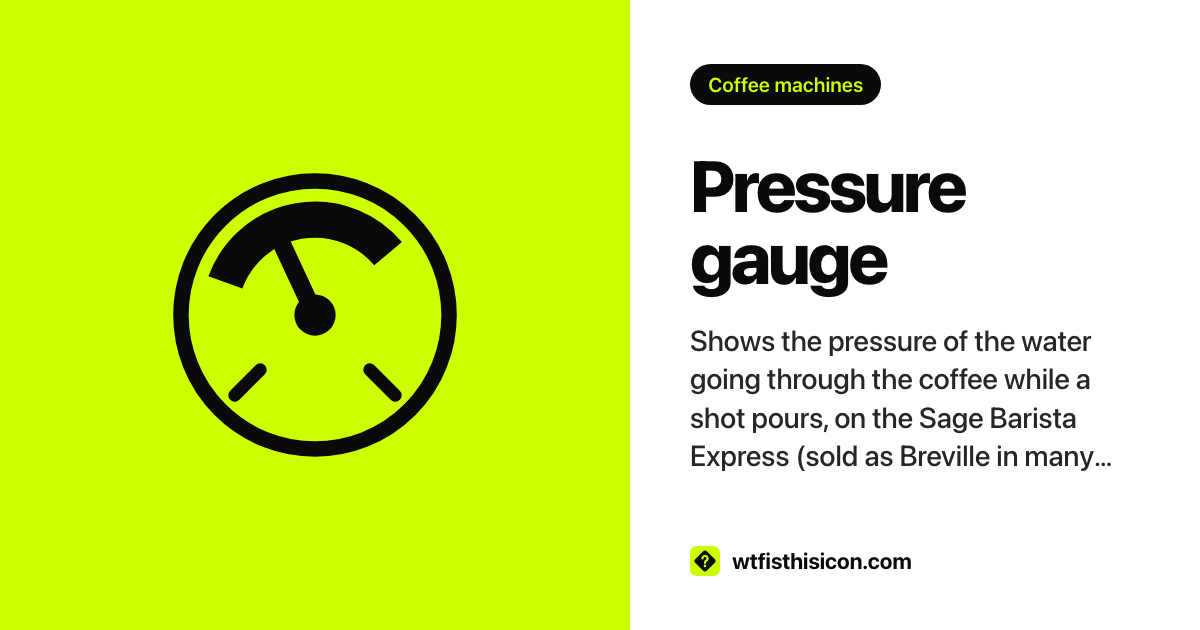 Coffee machines
Pressure
gauge
Shows the pressure of the water
going through the coffee while a
shot pours, on the Sage Barista
Express (sold as Breville in many...
?
wtfisthisicon.com